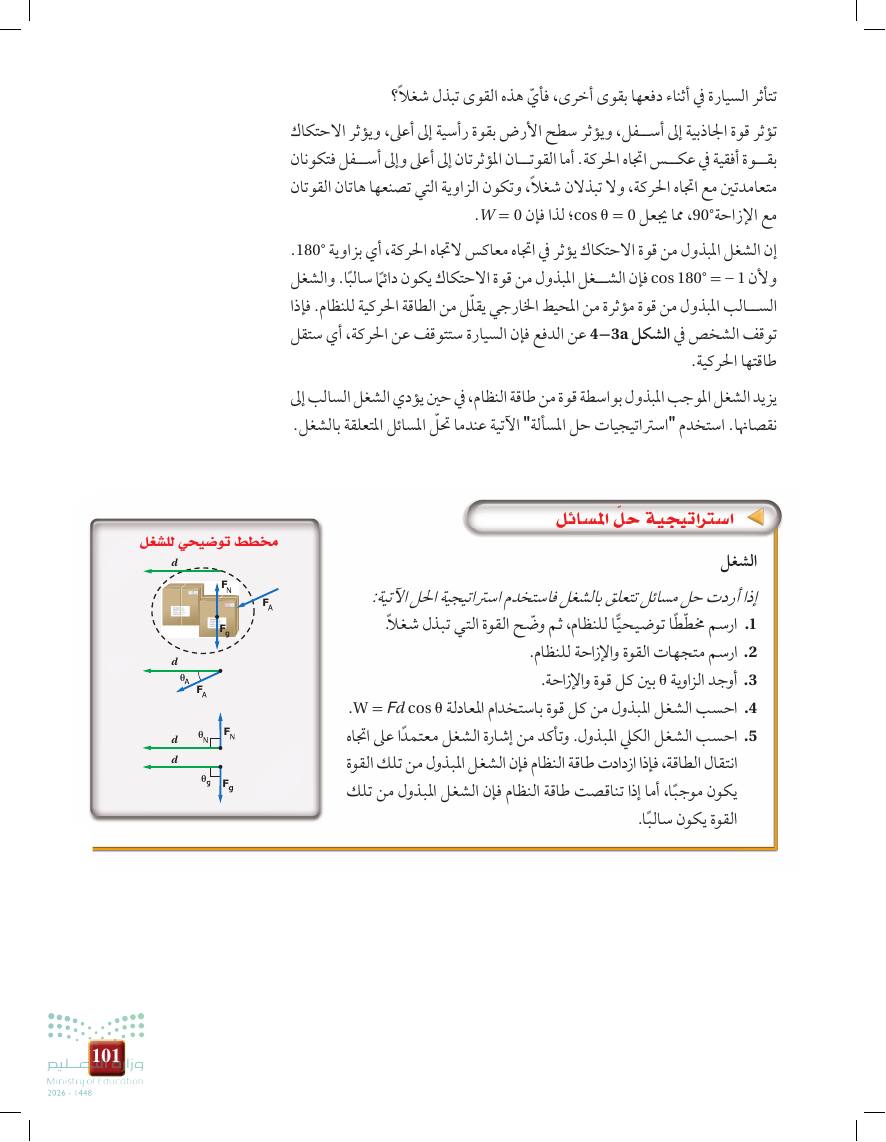 تتأثر السيارة في أثناء دفعها بقوى أخرى، فأيّ هذه القوى تبذل شغلاً؟
تؤثر قوة الجاذبية إلى أسـفل، ويؤثر سطح الأرض بقوة رأسية إلى أعلى، ويؤثر الاحتكاك
بقـوة أفقية في عكـس اتجاه الحركة. أما القوتـان المؤثرتان إلى أعلى وإلى أسـفل فتكونان
متعامدتين مع اتجاه الحركة، ولا تبذلان شغلاً، وتكون الزاوية التي تصنعها هاتان القوتان
مع الإزاحة 90°، مما يجعل cos θ = 0؛ لذا فإن W = 0.
إن الشغل المبذول من قوة الاحتكاك يؤثر في اتجاه معاكس لاتجاه الحركة، أي بزاوية 180°.
ولأن cos 180° = −1 فإن الشـغل المبذول من قوة الاحتكاك يكون دائمًا سالبًا. والشغل
السـالب المبذول من قوة مؤثرة من المحيط الخارجي يقلّل من الطاقة الحركية للنظام. فإذا
توقف الشخص في الشكل 4–3a عن الدفع فإن السيارة ستتوقف عن الحركة، أي ستقل
طاقتها الحركية.
يزيد الشغل الموجب المبذول بواسطة قوة من طاقة النظام، في حين يؤدي الشغل السالب إلى
نقصانها. استخدم "استراتيجيات حل المسألة" الآتية عندما تحلّ المسائل المتعلقة بالشغل.
استراتيجية حلّ المسائل
الشغل
إذا أردت حل مسائل تتعلق بالشغل فاستخدم استراتيجية الحل الآتية:
1. ارسم مخطّطًا توضيحيًّا للنظام، ثم وضّح القوة التي تبذل شغلاً.
2. ارسم متجهات القوة والإزاحة للنظام.
3. أوجد الزاوية θ بين كل قوة والإزاحة.
4. احسب الشغل المبذول من كل قوة باستخدام المعادلة W = Fd cos θ.
5. احسب الشغل الكلي المبذول. وتأكد من إشارة الشغل معتمدًا على اتجاه
انتقال الطاقة، فإذا ازدادت طاقة النظام فإن الشغل المبذول من تلك القوة
يكون موجبًا، أما إذا تناقصت طاقة النظام فإن الشغل المبذول من تلك
القوة يكون سالبًا.
مخطط توضيحي للشغل
d
F_N
F_A
F_g
d
θ_A
F_A
F_N
θ_N
d
d
θ_g
F_g
101
وزارة التعليم
Ministry of Education
2026 - 1448